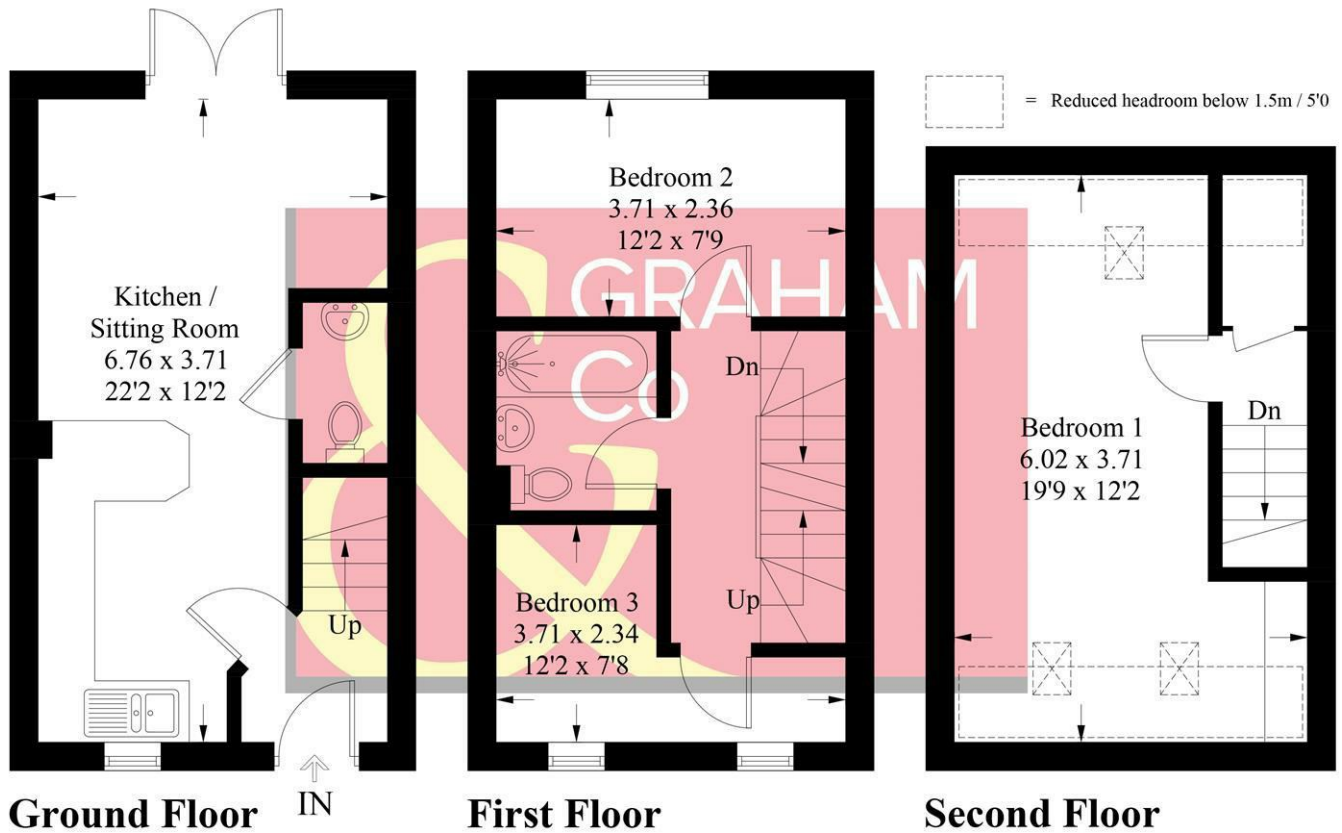 = Reduced headroom below 1.5m / 5'0
Kitchen /
Sitting Room
6.76 x 3.71
22'2 x 12'2
Up
IN
Ground Floor
Bedroom 2
3.71 x 2.36
12'2 x 7'9
& GRAHAM
Co
Dn
Up
Bedroom 3
3.71 x 2.34
12'2 x 7'8
First Floor
Bedroom 1
6.02 x 3.71
19'9 x 12'2
Dn
Second Floor